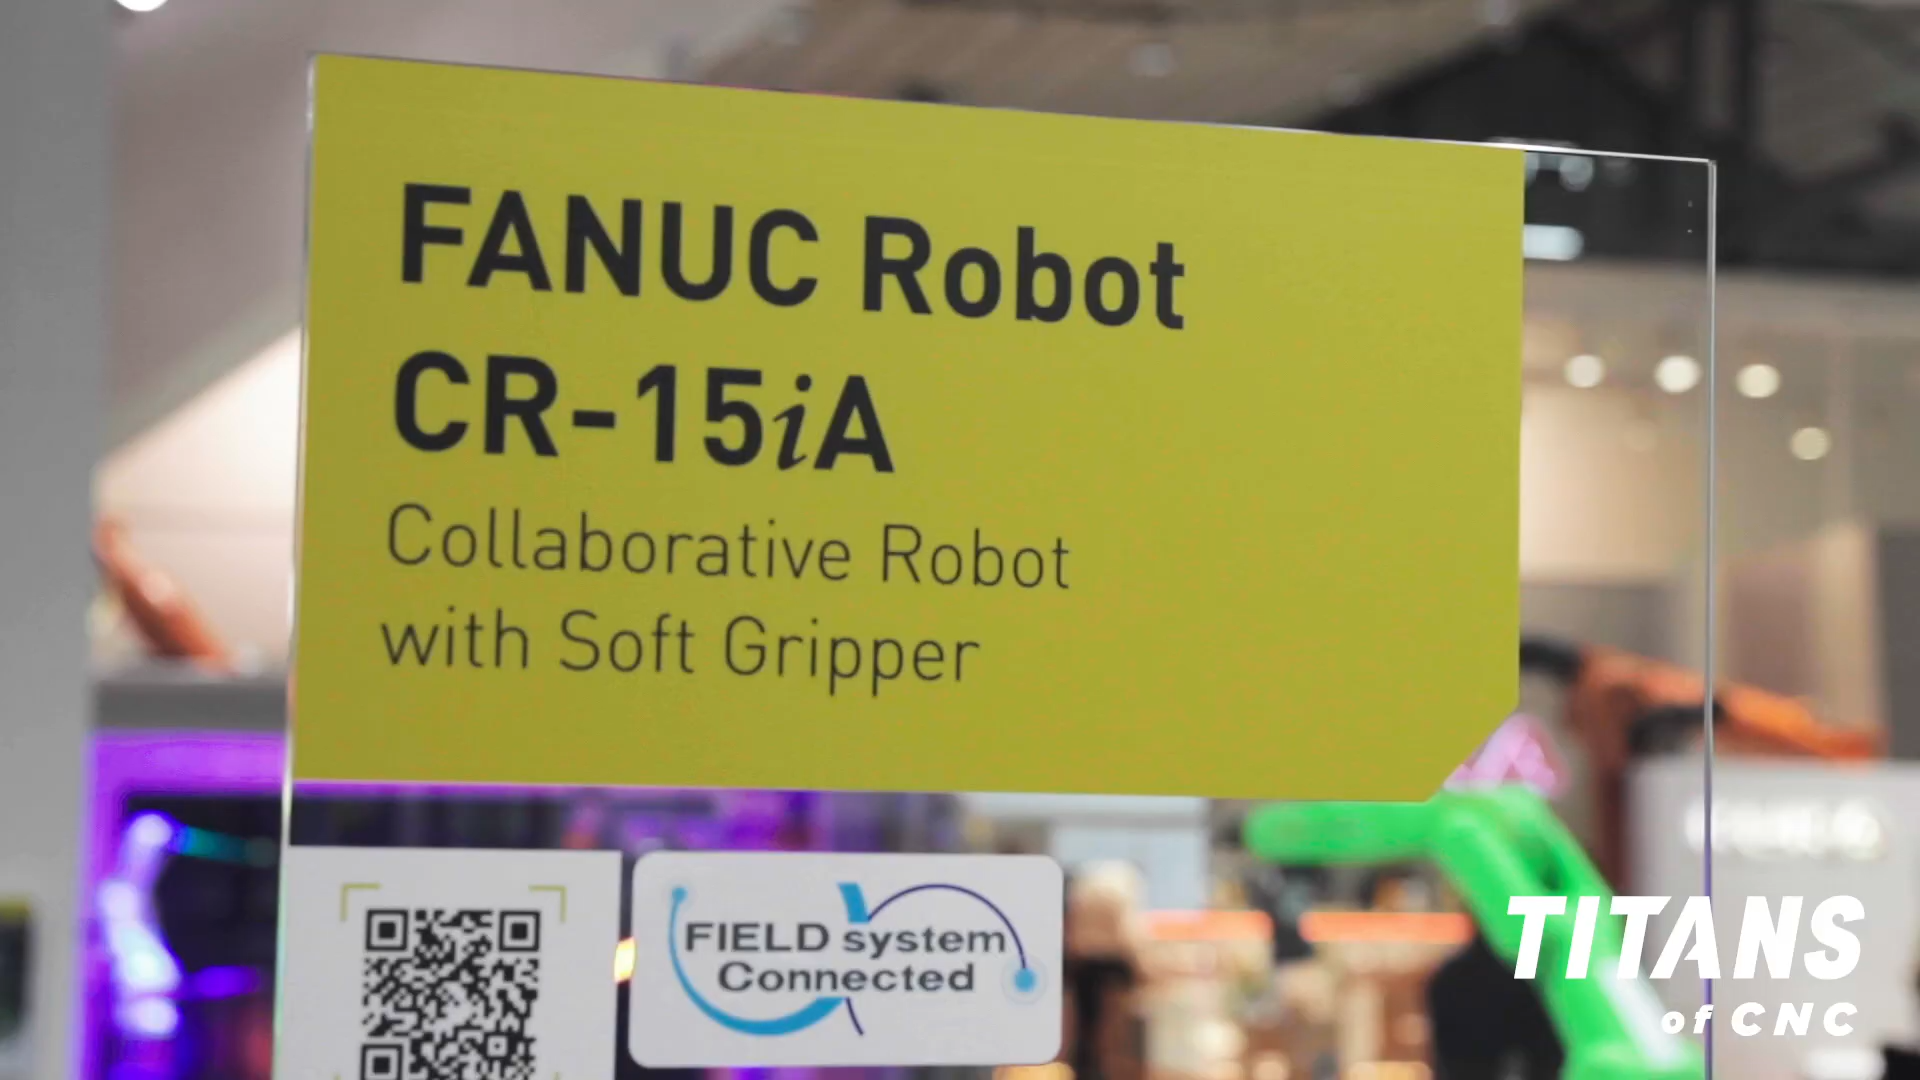 FANUC Robot
CR-15iA
Collaborative Robot
with Soft Gripper
FIELD system
Connected
TITANS
of CNC